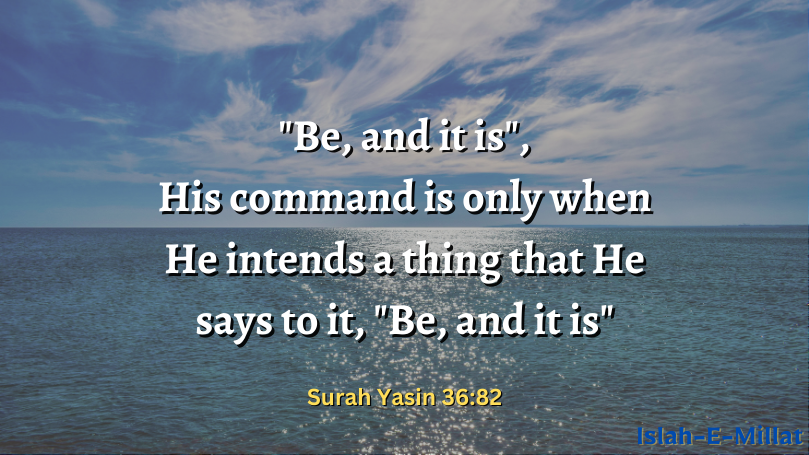 "Be, and it is",
His command is only when
He intends a thing that He
says to it, "Be, and it is"
Surah Yasin 36:82
Islah-E-Millat